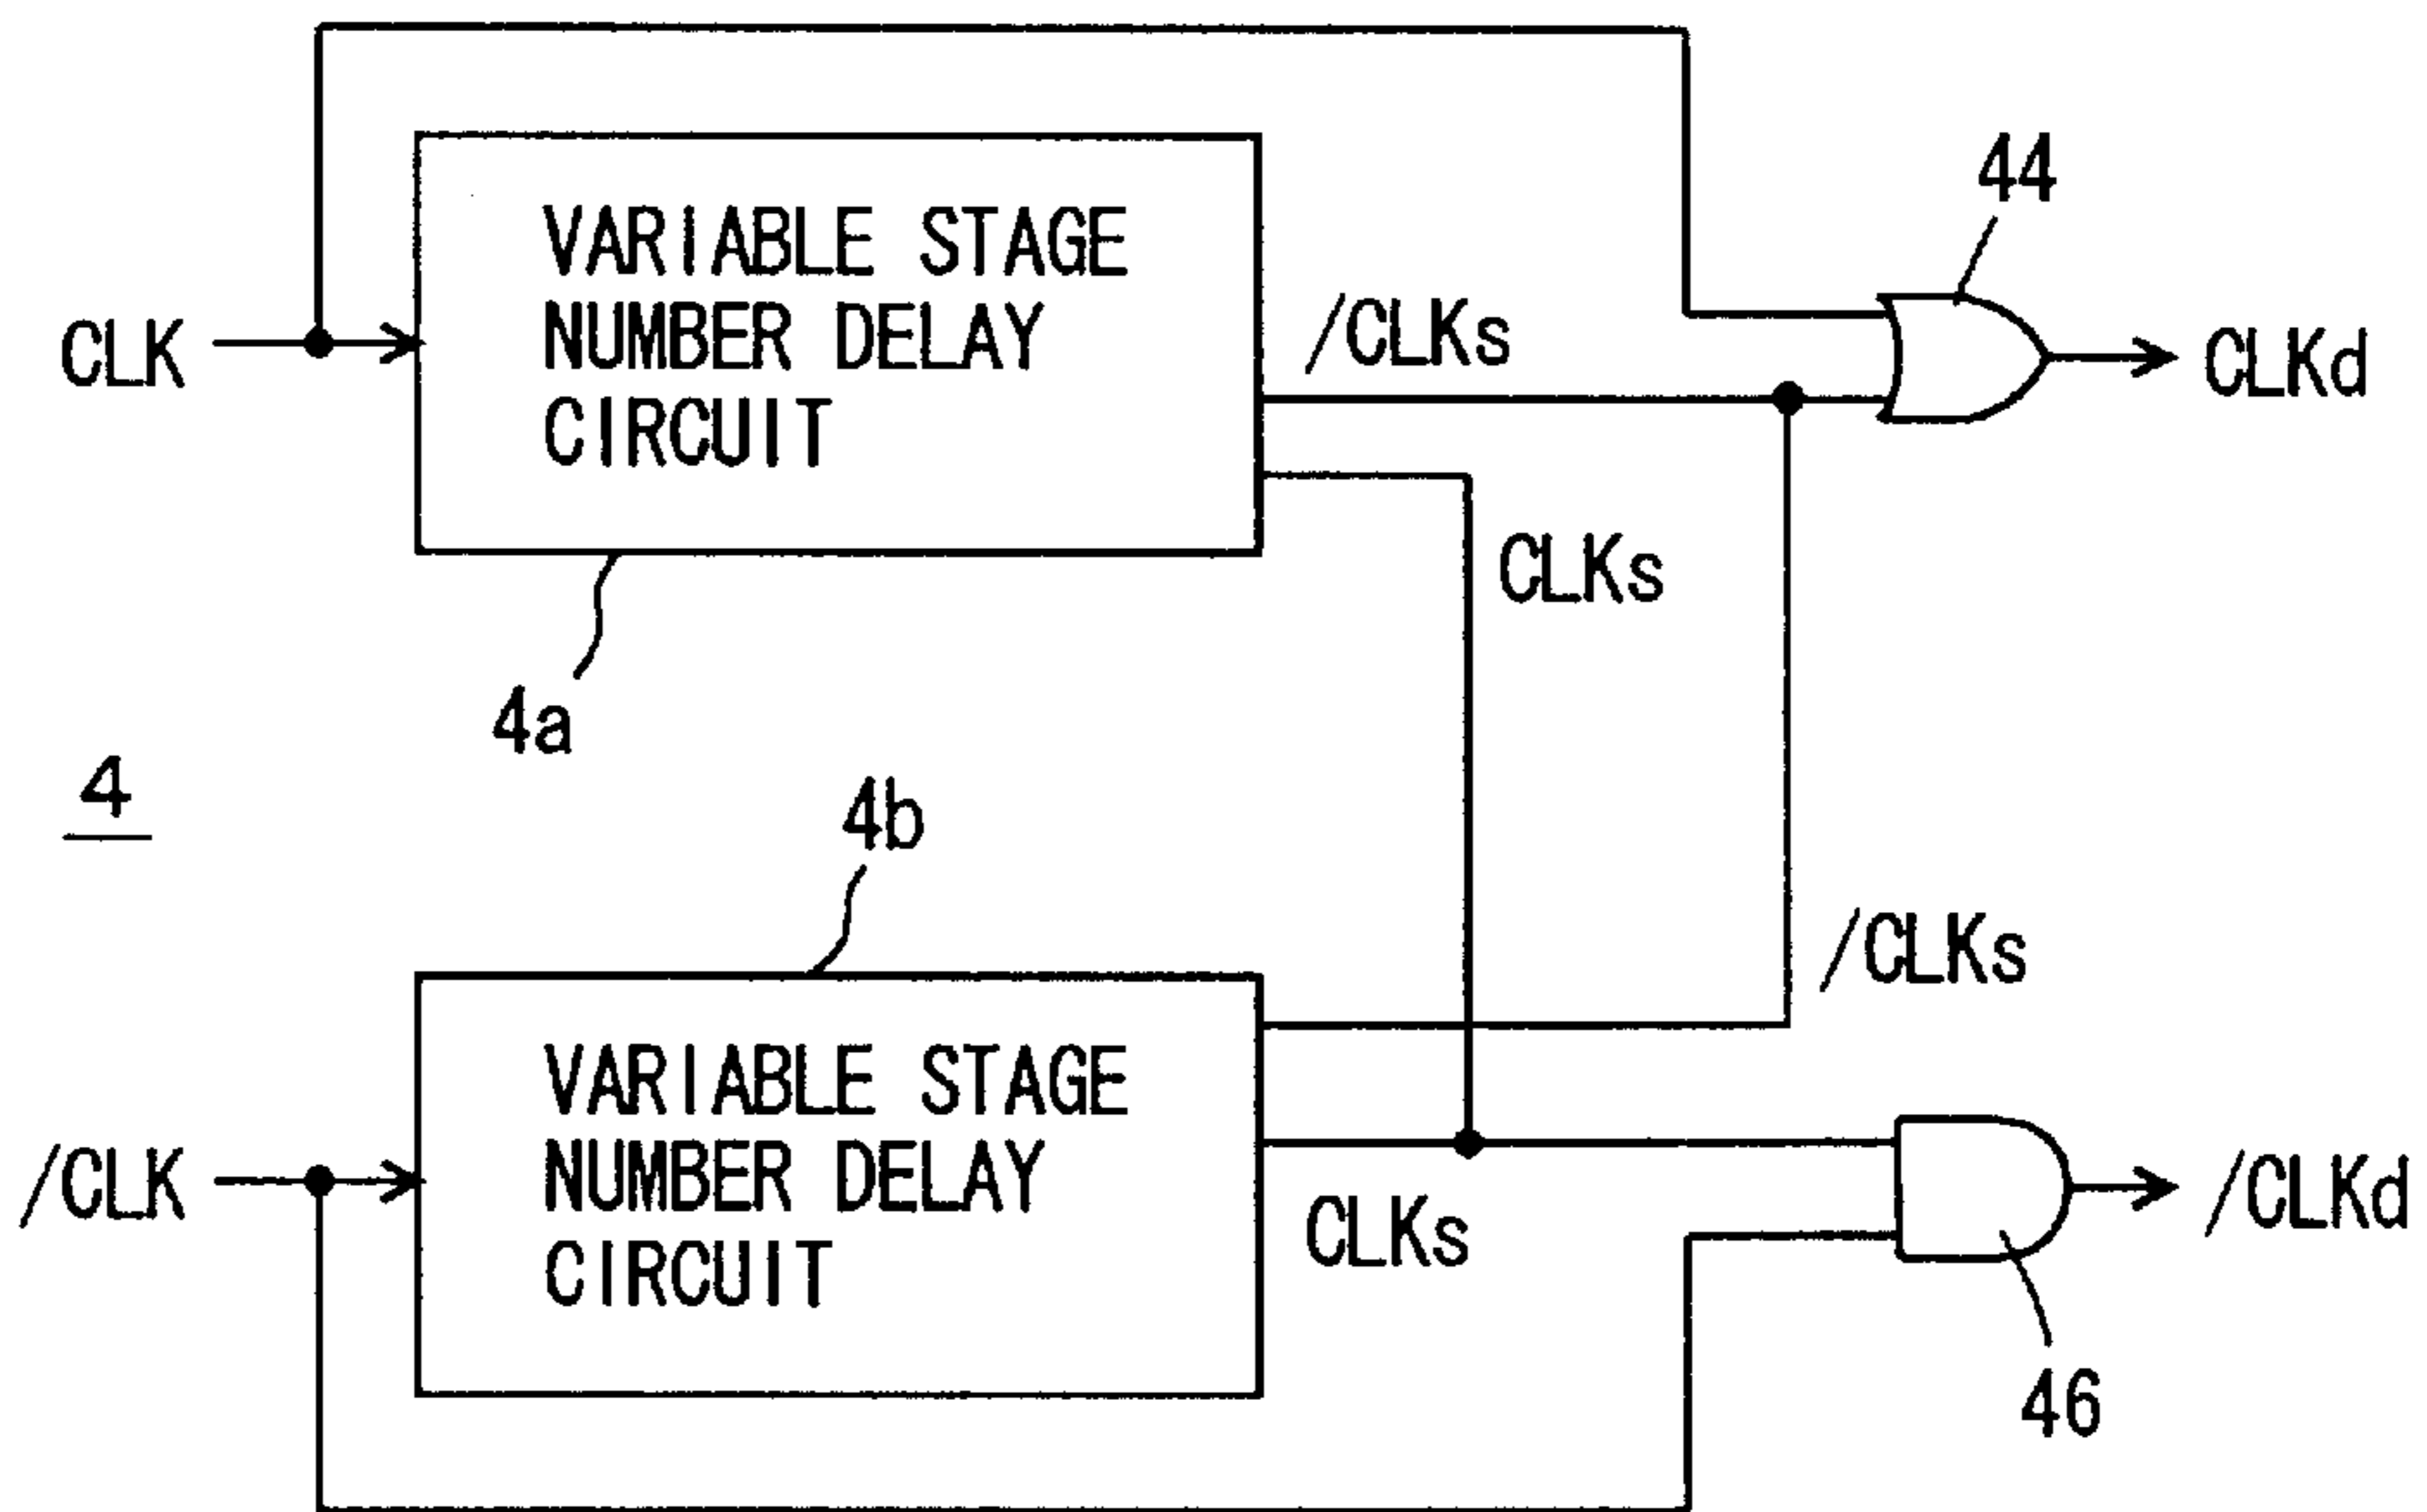 44
VARIABLE STAGE
NUMBER DELAY
CIRCUIT
CLK
/CLKs
CLKd
CLKs
4a
4
4b
/CLKs
VARIABLE STAGE
NUMBER DELAY
CIRCUIT
/CLK
CLKs
/CLKd
46